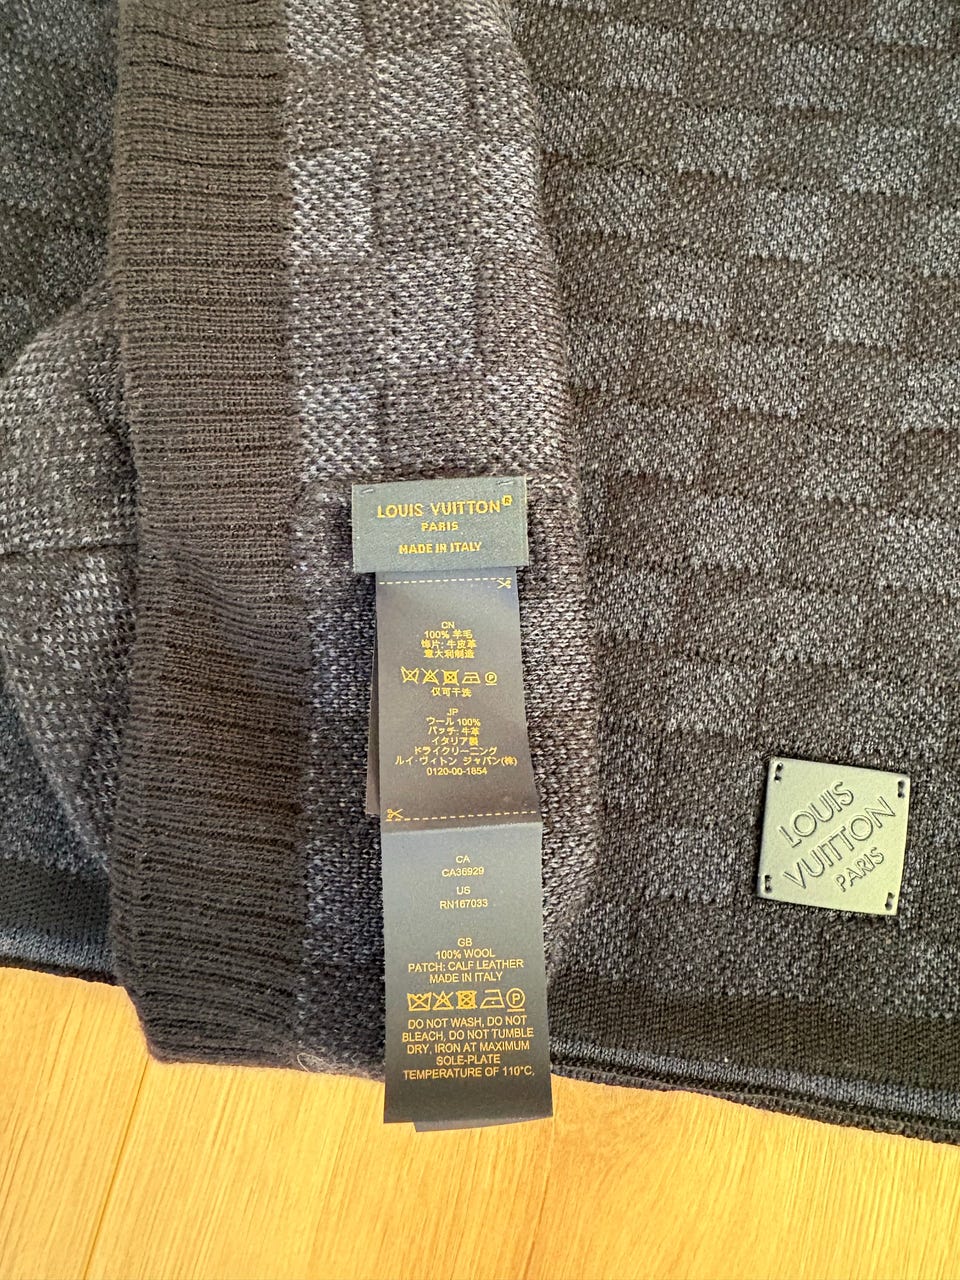 LOUIS VUITTON®
PARIS
MADE IN ITALY
CN
100% 羊毛
饰片: 牛皮革
意大利制造
P
仅可干洗
JP
ウール 100%
パッチ: 牛革
イタリア製
ドライクリーニング
ルイ・ヴィトン ジャパン(株)
0120-00-1854
CA
CA36929
US
RN167033
GB
100% WOOL
PATCH: CALF LEATHER
MADE IN ITALY
P
DO NOT WASH, DO NOT
BLEACH, DO NOT TUMBLE
DRY, IRON AT MAXIMUM
SOLE-PLATE
TEMPERATURE OF 110°C,
LOUIS
VUITTON
PARIS